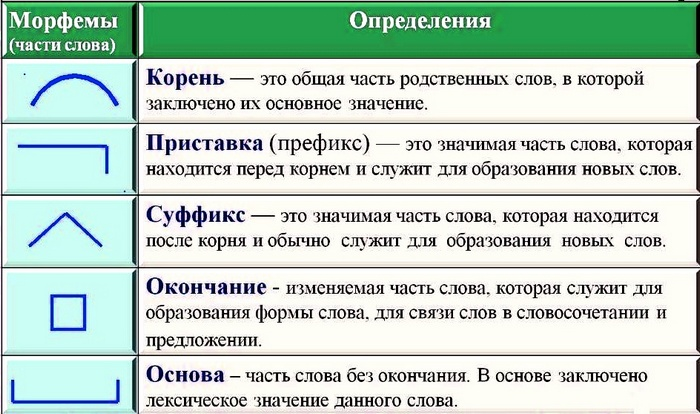 Морфемы
(части слова)
Определения
Корень — это общая часть родственных слов, в которой
заключено их основное значение.
Приставка (префикс) — это значимая часть слова, которая
находится перед корнем и служит для образования новых слов.
Суффикс — это значимая часть слова, которая находится
после корня и обычно служит для образования новых слов.
Окончание - изменяемая часть слова, которая служит для
образования формы слова, для связи слов в словосочетании и
предложении.
Основа – часть слова без окончания. В основе заключено
лексическое значение данного слова.